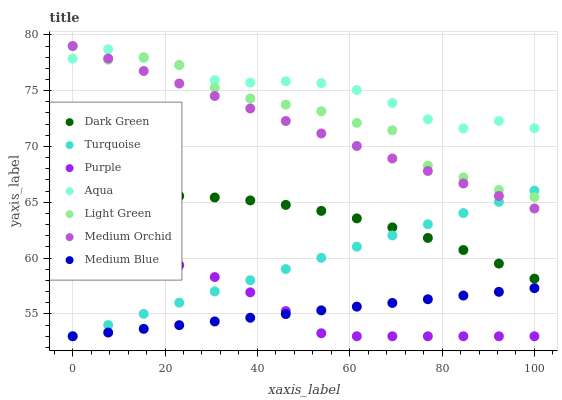 title
80
75
70
65
60
55
0
20
40
60
80
100
yaxis_label
xaxis_label
Dark Green
Turquoise
Purple
Aqua
Light Green
Medium Orchid
Medium Blue